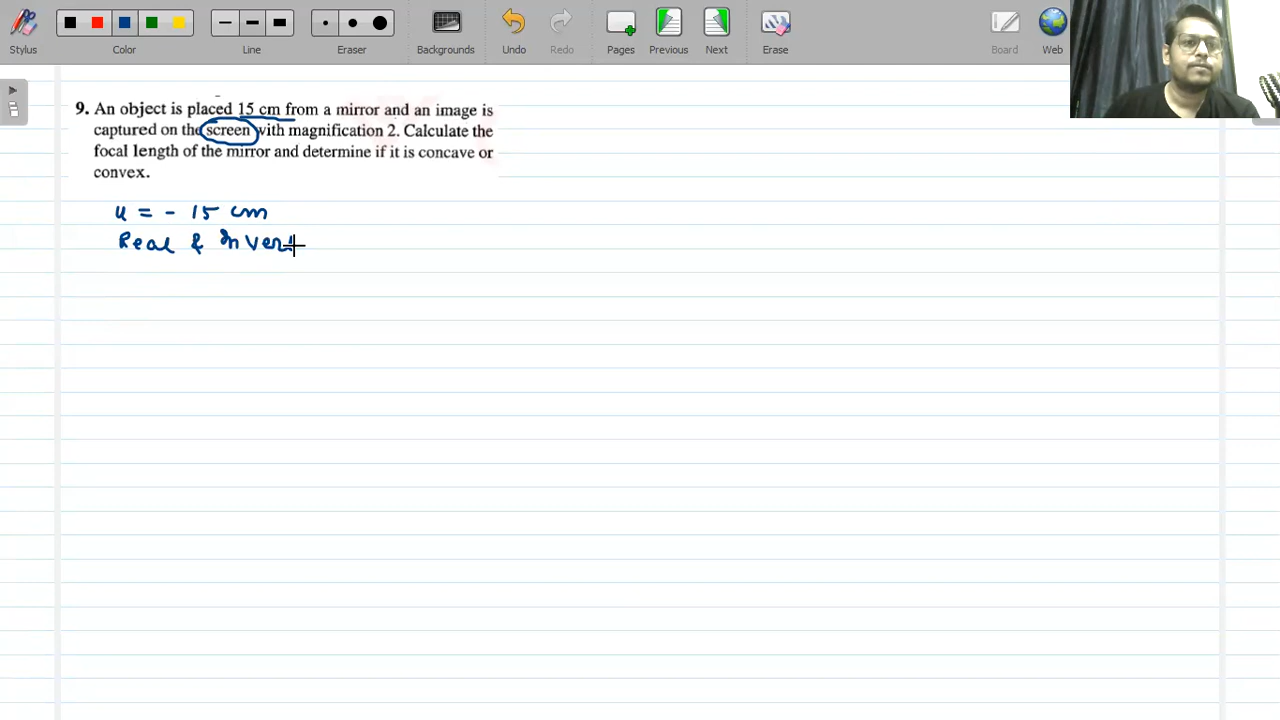 Stylus
Color
Line
Eraser
Backgrounds
Undo
Redo
Pages
Previous
Next
Erase
Board
Web
9. An object is placed 15 cm from a mirror and an image is
captured on the screen with magnification 2. Calculate the
focal length of the mirror and determine if it is concave or
convex.
u = - 15 cm
Real & Invert